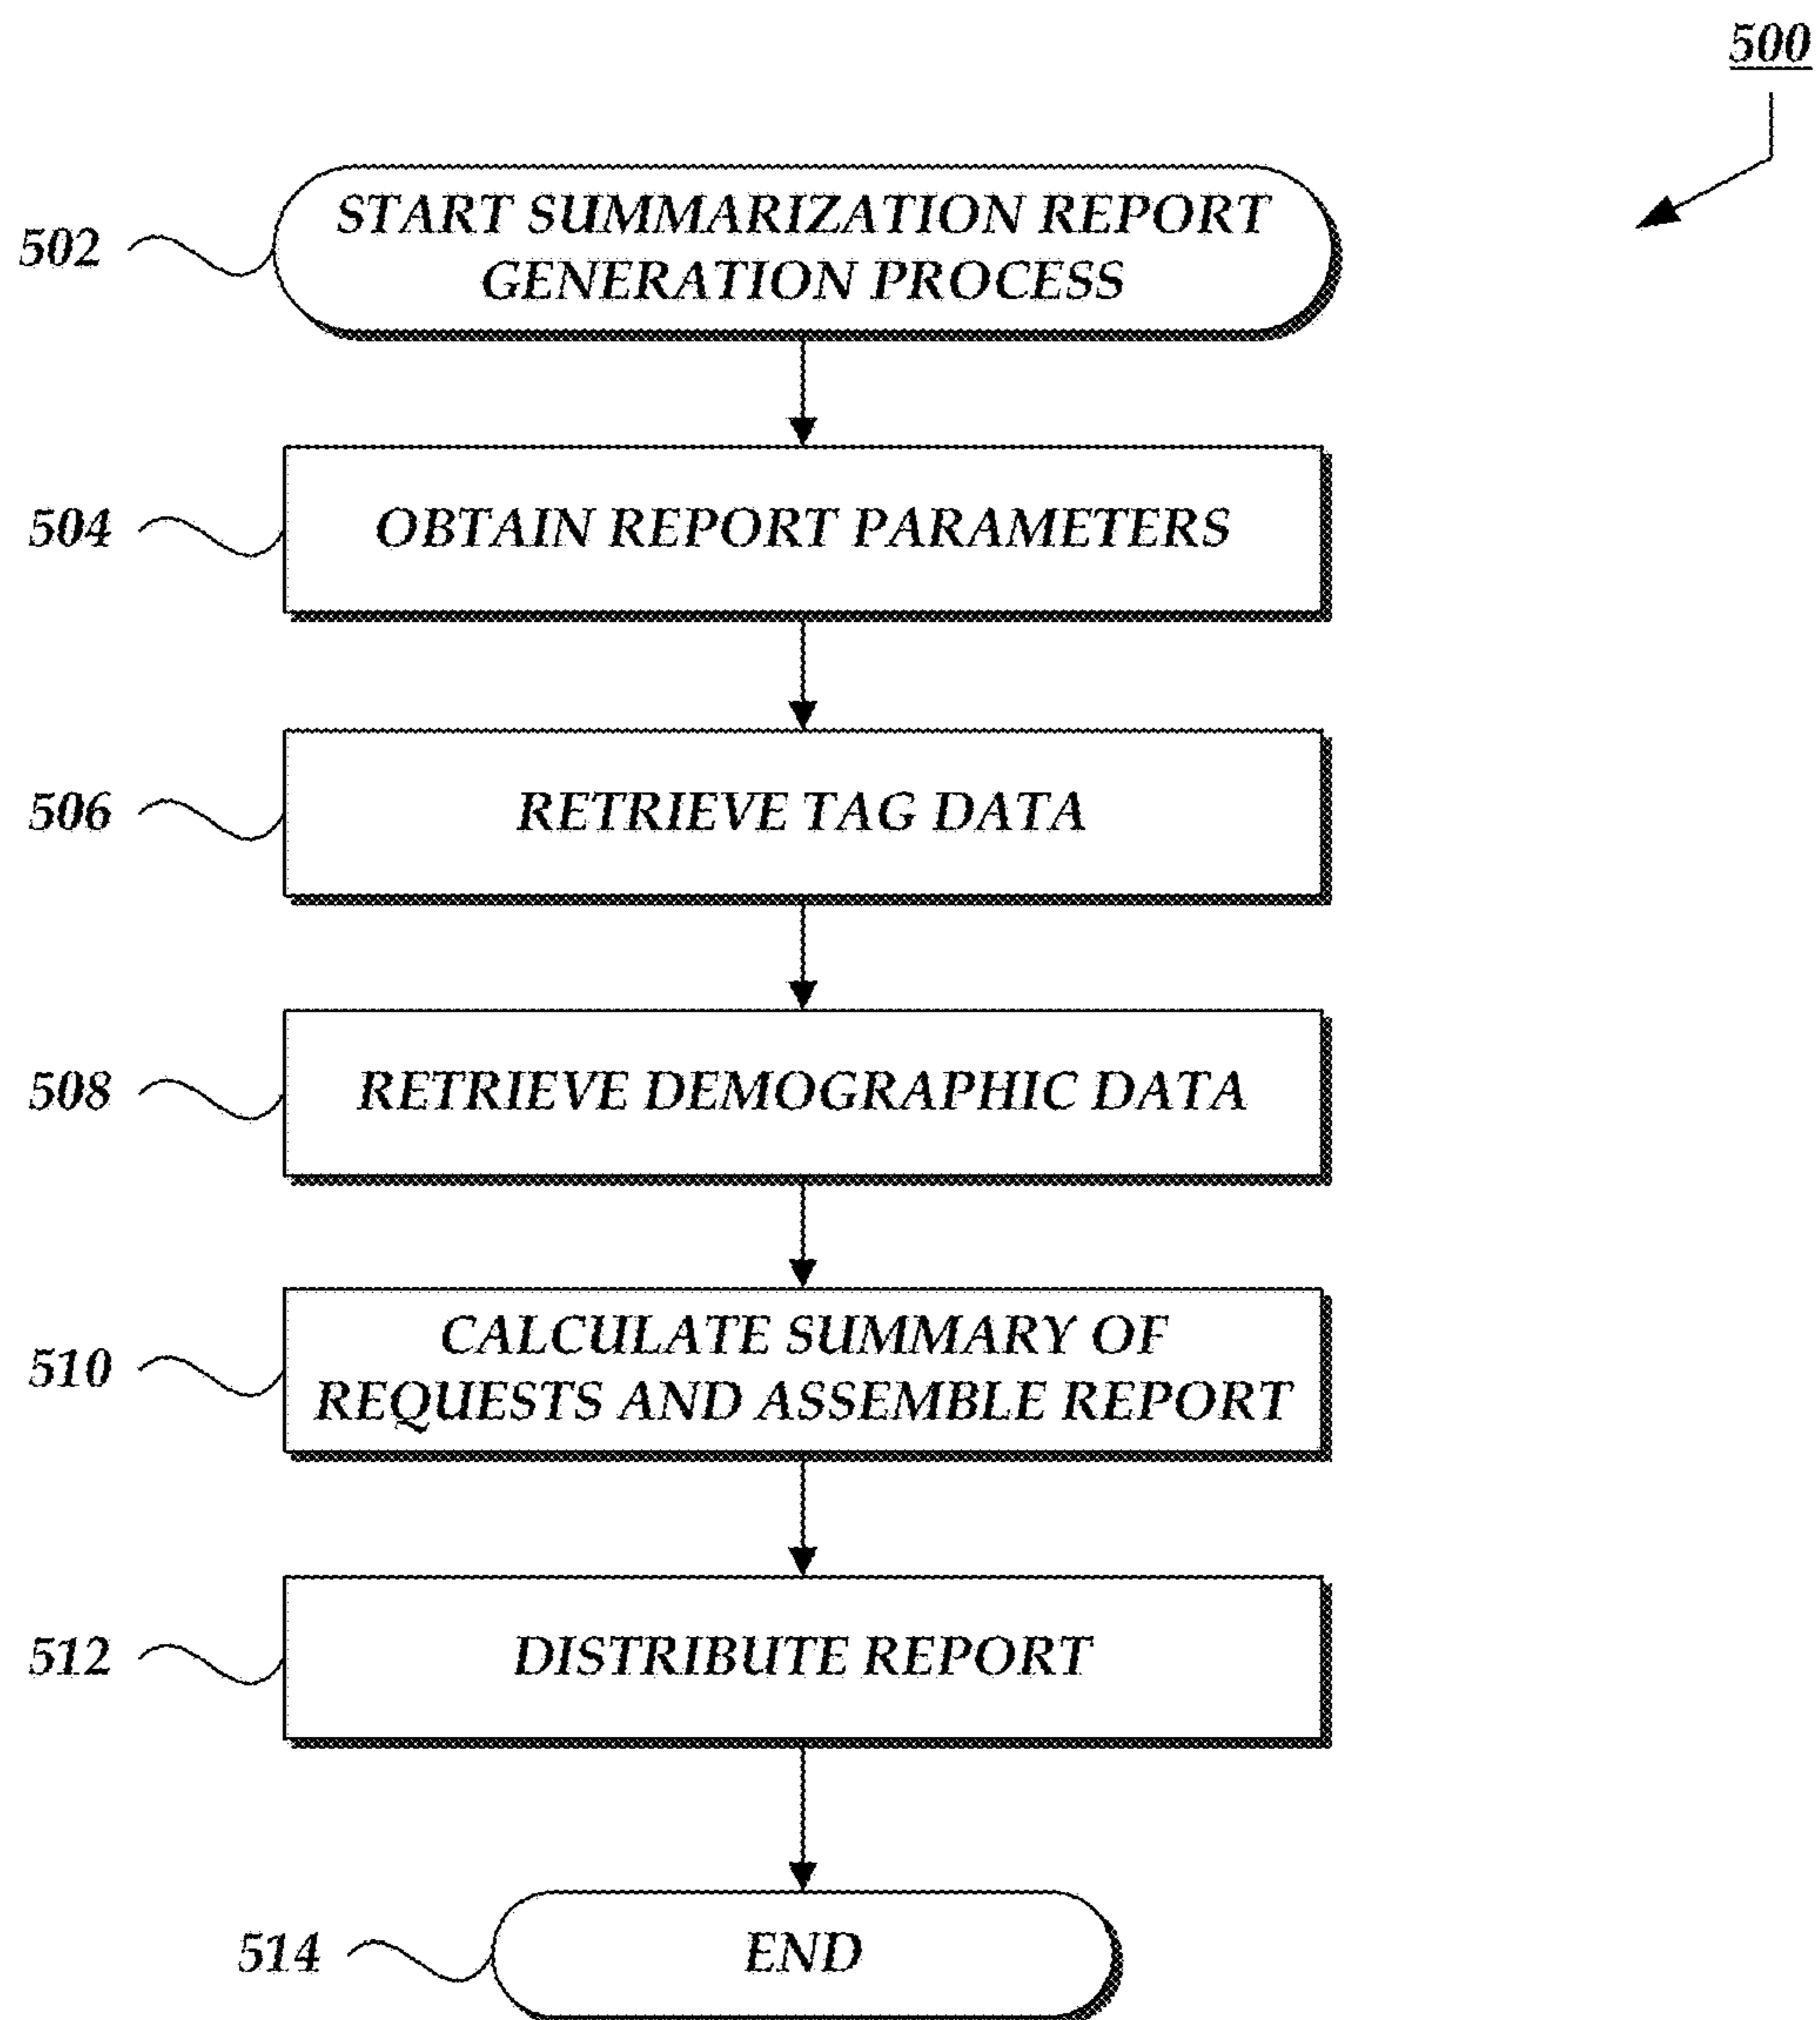 500
502
START SUMMARIZATION REPORT
GENERATION PROCESS
504
OBTAIN REPORT PARAMETERS
506
RETRIEVE TAG DATA
508
RETRIEVE DEMOGRAPHIC DATA
510
CALCULATE SUMMARY OF
REQUESTS AND ASSEMBLE REPORT
512
DISTRIBUTE REPORT
514
END